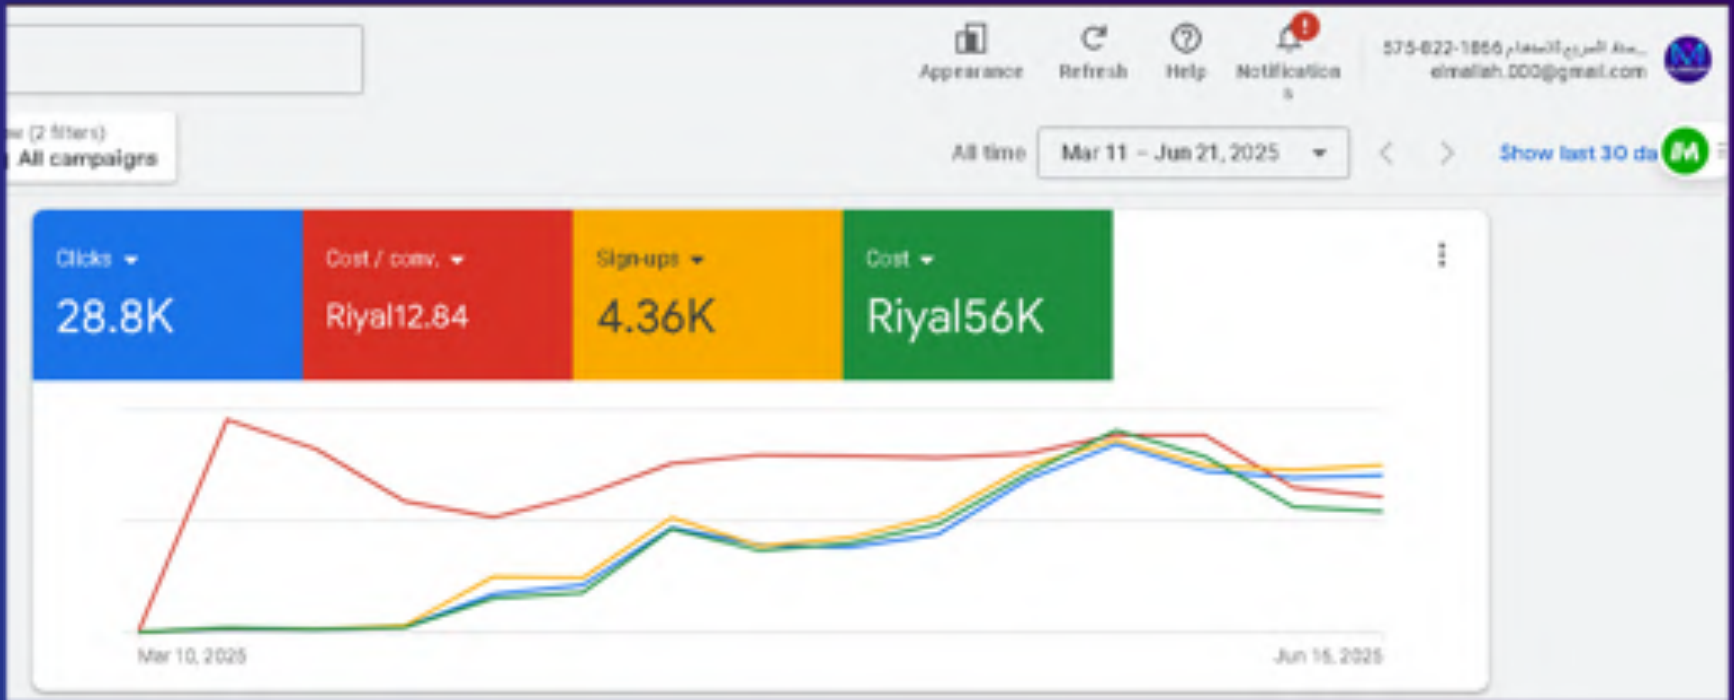 Appearance
Refresh
Help
Notification
s
575-822-1866
elmallah.000@gmail.com
(2 filters)
All campaigns
All time
Mar 11 – Jun 21, 2025
Show last 30 da
Clicks
28.8K
Cost / conv.
Riyal12.84
Sign-ups
4.36K
Cost
Riyal56K
Mar 10, 2025
Jun 16, 2025